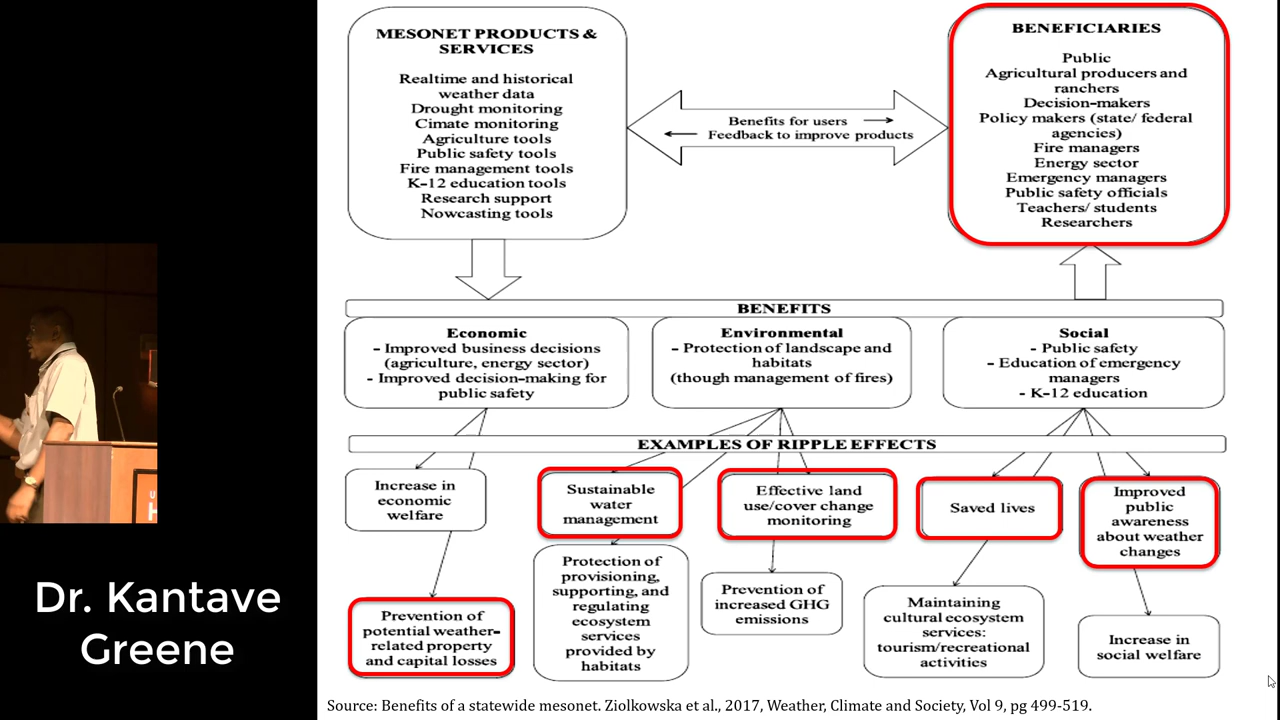 MESONET PRODUCTS &
SERVICES
Realtime and historical
weather data
Drought monitoring
Cimate monitoring
Agriculture tools
Public safety tools
Fire management tools
K-12 education tools
Research support
Nowcasting tools
Benefits for users
Feedback to improve products
BENEFICIARIES
Public
Agricultural producers and
ranchers
Decision-makers
Policy makers (state/ federal
agencies)
Fire managers
Energy sector
Emergency managers
Public safety officials
Teachers/ students
Researchers
BENEFITS
Economic
- Improved business decisions
(agriculture, energy sector)
- Improved decision-making for
public safety
Environmental
- Protection of landscape and
habitats
(though management of fires)
Social
- Public safety
- Education of emergency
managers
- K-12 education
EXAMPLES OF RIPPLE EFFECTS
Increase in
economic
welfare
Sustainable
water
management
Effective land
use/cover change
monitoring
Saved lives
Improved
public
awareness
about weather
changes
Prevention of
potential weather-
related property
and capital losses
Protection of
provisioning,
supporting, and
regulating
ecosystem
services
provided by
habitats
Prevention of
increased GHG
emissions
Maintaining
cultural ecosystem
services:
tourism/recreational
activities
Increase in
social welfare
Source: Benefits of a statewide mesonet. Ziolkowska et al., 2017, Weather, Climate and Society, Vol 9, pg 499-519.
Dr. Kantave
Greene